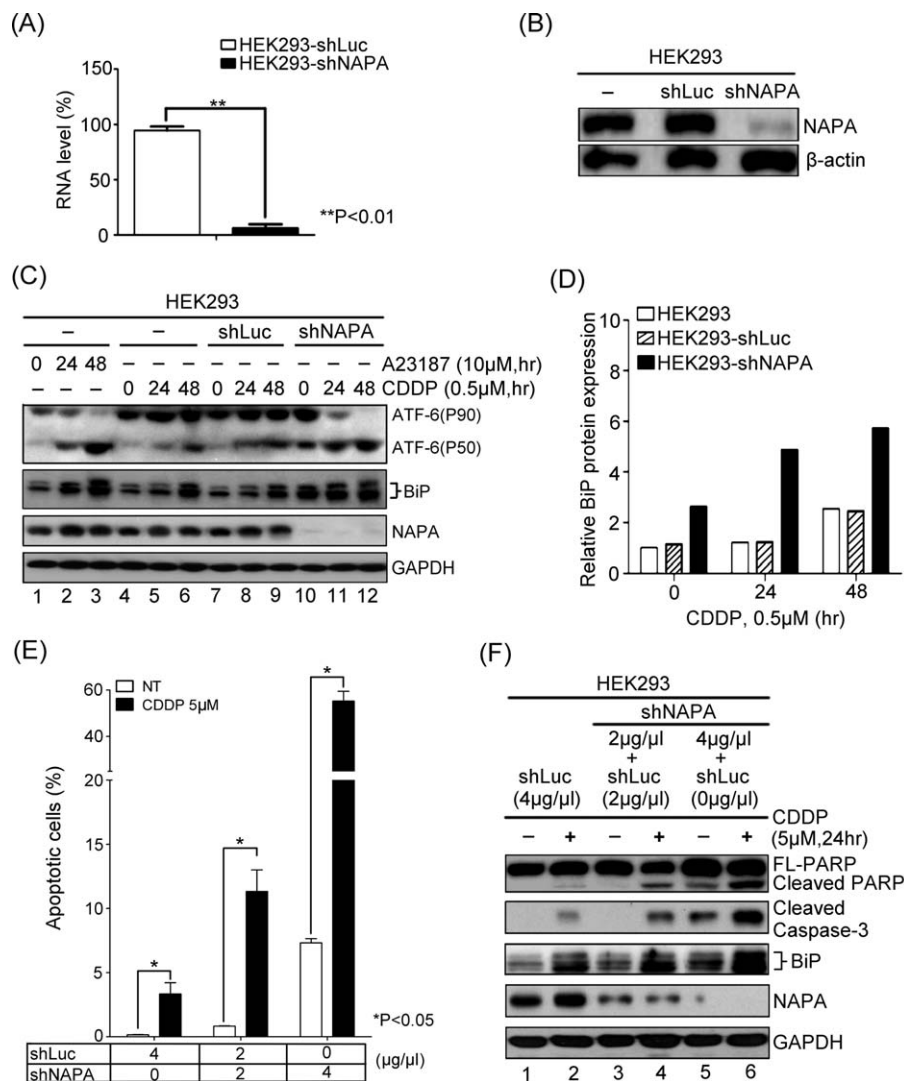 (A)
HEK293-shLuc
HEK293-shNAPA
150
100
50
0
RNA level (%)
**
**P<0.01
(B)
HEK293
– shLuc shNAPA
NAPA
β-actin
(C)
HEK293
– – shLuc shNAPA
0 24 48 – – – – – – – – – A23187 (10µM,hr)
– – – 0 24 48 0 24 48 0 24 48 CDDP (0.5µM,hr)
ATF-6(P90)
ATF-6(P50)
BiP
NAPA
GAPDH
1 2 3 4 5 6 7 8 9 10 11 12
(D)
HEK293
HEK293-shLuc
HEK293-shNAPA
10
8
6
4
2
0
Relative BiP protein expression
0 24 48
CDDP, 0.5µM (hr)
(E)
NT
CDDP 5µM
60
40
20
15
10
5
0
Apoptotic cells (%)
*
*
*
*P<0.05
shLuc 4 2 0 (µg/µl)
shNAPA 0 2 4
(F)
HEK293
shNAPA
2µg/µl 4µg/µl
+ +
shLuc shLuc shLuc
(4µg/µl) (2µg/µl) (0µg/µl)
CDDP
– + – + – + (5µM,24hr)
FL-PARP
Cleaved PARP
Cleaved
Caspase-3
BiP
NAPA
GAPDH
1 2 3 4 5 6